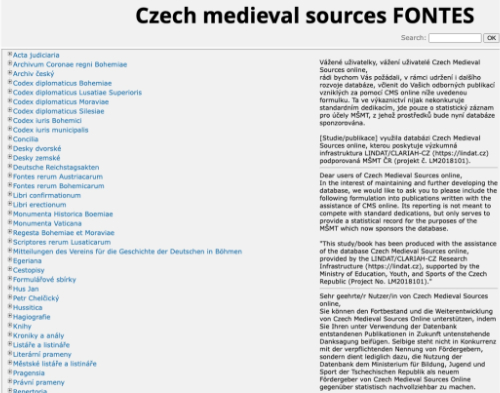 Czech medieval sources FONTES
Search:
OK
Acta judiciaria
Archivum Coronae regni Bohemiae
Archiv český
Codex diplomaticus Bohemiae
Codex diplomaticus Lusatiae Superioris
Codex diplomaticus Moraviae
Codex diplomaticus Silesiae
Codex iuris Bohemici
Codex iuris municipalis
Concilia
Desky dvorské
Desky zemské
Deutsche Reichstagsakten
Fontes rerum Austriacarum
Fontes rerum Bohemicarum
Libri confirmationum
Libri erectionum
Monumenta Historica Boemiae
Monumenta Vaticana
Regesta Bohemiae et Moraviae
Scriptores rerum Lusaticarum
Mitteilungen des Vereins für die Geschichte der Deutschen in Böhmen
Egeriana
Cestopisy
Formulářové sbírky
Hus Jan
Petr Chelčický
Hussitica
Hagiografie
Knihy
Kroniky a anály
Listáře a listináře
Literární prameny
Městské listáře a listináře
Pragensia
Právní prameny
Repertoria
Vážené uživatelky, vážení uživatelé Czech Medieval
Sources online,
rádi bychom Vás požádali, v rámci udržení i dalšího
rozvoje databáze, včlenit do Vašich odborných publikací
vzniklých za pomoci CMS online níže uvedenou
formulku. Ta ve výkaznictví nijak nekonkuruje
standardním dedikacím, jde pouze o statistický záznam
pro účely MŠMT, z jehož prostředků bude nyní databáze
sponzorována.
[Studie/publikace] využila databázi Czech Medieval
Sources online, kterou poskytuje výzkumná
infrastruktura LINDAT/CLARIAH-CZ (https://lindat.cz)
podporovaná MŠMT ČR (projekt č. LM2018101).
Dear users of Czech Medieval Sources online,
In the interest of maintaining and further developing the
database, we would like to ask you to please include the
following formulation into publications written with the
assistance of CMS online. Its reporting is not meant to
compete with standard dedications, but only serves to
provide a statistical record for the purposes of the
MŠMT which now sponsors the database.
"This study/book has been produced with the assistance
of the database Czech Medieval Sources online,
provided by the LINDAT/CLARIAH-CZ Research
Infrastructure (https://lindat.cz), supported by the
Ministry of Education, Youth, and Sports of the Czech
Republic (Project No. LM2018101)."
Sehr geehrte/r Nutzer/in von Czech Medieval Sources
online,
Sie können den Fortbestand und die Weiterentwicklung
von Czech Medieval Sources Online unterstützen, indem
Sie Ihren unter Verwendung der Datenbank
entstandenen Publikationen in Zukunft untenstehende
Danksagung beifügen. Selbige steht nicht in Konkurrenz
mit der verpflichtenden Nennung von Fördergebern,
sondern dient lediglich dazu, die Nutzung der
Datenbank dem Ministerium für Bildung, Jugend und
Sport der Tschechischen Republik als neuem
Fördergeber von Czech Medieval Sources Online
gegenüber statistisch nachvollziehbar zu machen.